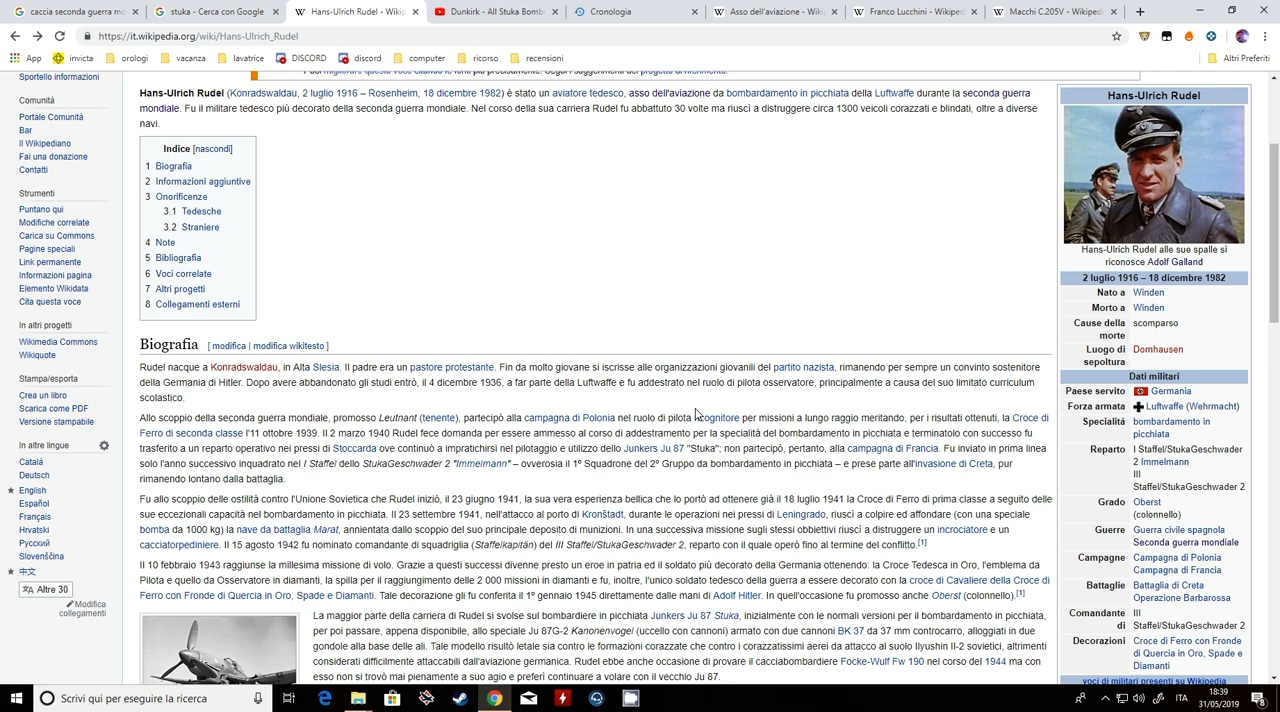 caccia seconda guerra m
stuka - Cerca con Google
Hans-Ulrich Rudel - Wikipe
Dunkirk - All Stuka Bomb
Cronologia
Asso dell'aviazione - Wiki
Franco Lucchini - Wikiped
Macchi C.205V - Wikiped
https://it.wikipedia.org/wiki/Hans-Ulrich_Rudel
App invicta orologi vacanza lavatrice DISCORD discord computer ricorso recensioni Altri Preferiti
Sportello informazioni
Comunità
Portale Comunità
Bar
Il Wikipediano
Fai una donazione
Contatti
Strumenti
Puntano qui
Modifiche correlate
Carica su Commons
Pagine speciali
Link permanente
Informazioni pagina
Elemento Wikidata
Cita questa voce
In altri progetti
Wikimedia Commons
Wikiquote
Stampa/esporta
Crea un libro
Scarica come PDF
Versione stampabile
In altre lingue
Català
Deutsch
English
Español
Français
Hrvatski
Русский
Slovenščina
中文
Altre 30
Modifica
collegamenti
Hans-Ulrich Rudel (Konradswaldau, 2 luglio 1916 – Rosenheim, 18 dicembre 1982) è stato un aviatore tedesco, asso dell'aviazione da bombardamento in picchiata della Luftwaffe durante la seconda guerra
mondiale. Fu il militare tedesco più decorato della seconda guerra mondiale. Nel corso della sua carriera Rudel fu abbattuto 30 volte ma riuscì a distruggere circa 1300 veicoli corazzati e blindati, oltre a diverse
navi.
Indice [nascondi]
1 Biografia
2 Informazioni aggiuntive
3 Onorificenze
3.1 Tedesche
3.2 Straniere
4 Note
5 Bibliografia
6 Voci correlate
7 Altri progetti
8 Collegamenti esterni
Biografia [ modifica | modifica wikitesto ]
Rudel nacque a Konradswaldau, in Alta Slesia. Il padre era un pastore protestante. Fin da molto giovane si iscrisse alle organizzazioni giovanili del partito nazista, rimanendo per sempre un convinto sostenitore
della Germania di Hitler. Dopo avere abbandonato gli studi entrò, il 4 dicembre 1936, a far parte della Luftwaffe e fu addestrato nel ruolo di pilota osservatore, principalmente a causa del suo limitato curriculum
scolastico.
Allo scoppio della seconda guerra mondiale, promosso Leutnant (tenente), partecipò alla campagna di Polonia nel ruolo di pilota ricognitore per missioni a lungo raggio meritando, per i risultati ottenuti, la Croce di
Ferro di seconda classe l'11 ottobre 1939. Il 2 marzo 1940 Rudel fece domanda per essere ammesso al corso di addestramento per la specialità del bombardamento in picchiata e terminatolo con successo fu
trasferito a un reparto operativo nei pressi di Stoccarda ove continuò a impratichirsi nel pilotaggio e utilizzo dello Junkers Ju 87 "Stuka"; non partecipò, pertanto, alla campagna di Francia. Fu inviato in prima linea
solo l'anno successivo inquadrato nel I Staffel dello StukaGeschwader 2 "Immelmann" – ovverosia il 1º Squadrone del 2º Gruppo da bombardamento in picchiata – e prese parte all'invasione di Creta, pur
rimanendo lontano dalla battaglia.
Fu allo scoppio delle ostilità contro l'Unione Sovietica che Rudel iniziò, il 23 giugno 1941, la sua vera esperienza bellica che lo portò ad ottenere già il 18 luglio 1941 la Croce di Ferro di prima classe a seguito delle
sue eccezionali capacità nel bombardamento in picchiata. Il 23 settembre 1941, nell'attacco al porto di Kronštadt, durante le operazioni nei pressi di Leningrado, riuscì a colpire ed affondare (con una speciale
bomba da 1000 kg) la nave da battaglia Marat, annientata dallo scoppio del suo principale deposito di munizioni. In una successiva missione sugli stessi obbiettivi riuscì a distruggere un incrociatore e un
cacciatorpediniere. Il 15 agosto 1942 fu nominato comandante di squadriglia (Staffelkapitän) del III Staffel/StukaGeschwader 2, reparto con il quale operò fino al termine del conflitto.[1]
Il 10 febbraio 1943 raggiunse la millesima missione di volo. Grazie a questi successi divenne presto un eroe in patria ed il soldato più decorato della Germania ottenendo: la Croce Tedesca in Oro, l'emblema da
Pilota e quello da Osservatore in diamanti, la spilla per il raggiungimento delle 2 000 missioni in diamanti e fu, inoltre, l'unico soldato tedesco della guerra a essere decorato con la croce di Cavaliere della Croce di
Ferro con Fronde di Quercia in Oro, Spade e Diamanti. Tale decorazione gli fu conferita il 1º gennaio 1945 direttamente dalle mani di Adolf Hitler. In quell'occasione fu promosso anche Oberst (colonnello).[1]
La maggior parte della carriera di Rudel si svolse sul bombardiere in picchiata Junkers Ju 87 Stuka, inizialmente con le normali versioni per il bombardamento in picchiata,
per poi passare, appena disponibile, allo speciale Ju 87G-2 Kanonenvogel (uccello con cannoni) armato con due cannoni BK 37 da 37 mm controcarro, alloggiati in due
gondole alla base delle ali. Tale modello risultò letale sia contro le formazioni corazzate che contro i corazzatissimi aerei da attacco al suolo Ilyushin Il-2 sovietici, altrimenti
considerati difficilmente attaccabili dall'aviazione germanica. Rudel ebbe anche occasione di provare il cacciabombardiere Focke-Wulf Fw 190 nel corso del 1944 ma con
esso non si trovò mai pienamente a suo agio e preferì continuare a volare con il vecchio Ju 87.
Hans-Ulrich Rudel
Hans-Ulrich Rudel alle sue spalle si
riconosce Adolf Galland
2 luglio 1916 – 18 dicembre 1982
Nato a Winden
Morto a Winden
Cause della morte scomparso
Luogo di sepoltura Dornhausen
Dati militari
Paese servito Germania
Forza armata Luftwaffe (Wehrmacht)
Specialità bombardamento in
picchiata
Reparto I Staffel/StukaGeschwader
2 Immelmann
III
Staffel/StukaGeschwader 2
Grado Oberst
(colonnello)
Guerre Guerra civile spagnola
Seconda guerra mondiale
Campagne Campagna di Polonia
Campagna di Francia
Battaglie Battaglia di Creta
Operazione Barbarossa
Comandante di III
Staffel/StukaGeschwader 2
Decorazioni Croce di Ferro con Fronde
di Quercia in Oro, Spade e
Diamanti
voci di militari presenti su Wikipedia
Scrivi qui per eseguire la ricerca
ITA
18:39
31/05/2019
8